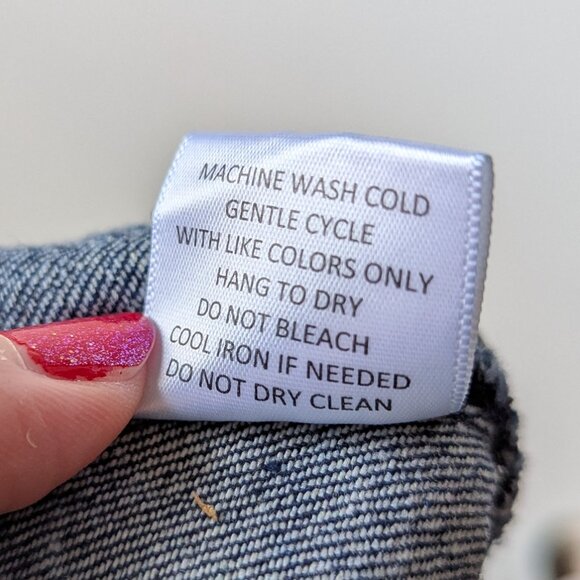 MACHINE WASH COLD
GENTLE CYCLE
WITH LIKE COLORS ONLY
HANG TO DRY
DO NOT BLEACH
COOL IRON IF NEEDED
DO NOT DRY CLEAN